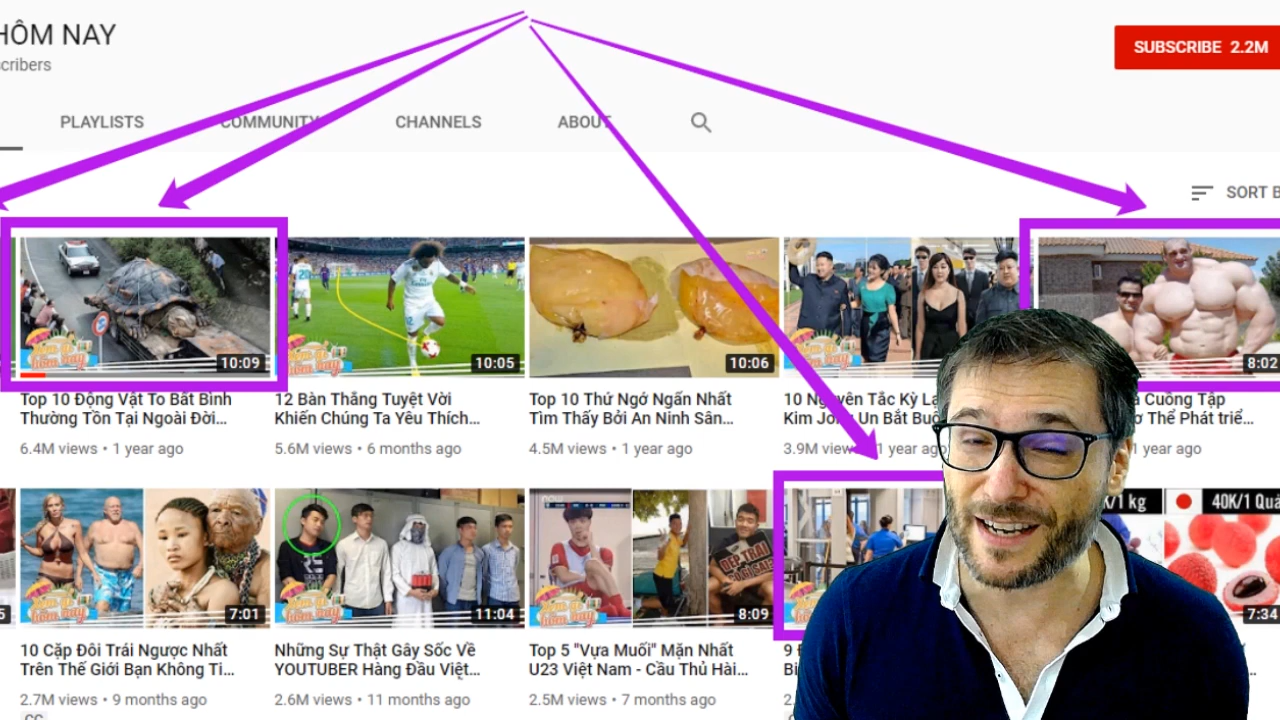 HÔM NAY
cribers
SUBSCRIBE 2.2M
PLAYLISTS
COMMUNITY
CHANNELS
ABOUT
SORT B
10:09
10:05
10:06
8:02
Top 10 Động Vật To Bất Bình
Thường Tồn Tại Ngoài Đời...
6.4M views • 1 year ago
12 Bàn Thắng Tuyệt Vời
Khiến Chúng Ta Yêu Thích...
5.6M views • 6 months ago
Top 10 Thứ Ngớ Ngẩn Nhất
Tìm Thấy Bởi An Ninh Sân...
4.5M views • 1 year ago
10 Nguyên Tắc Kỳ Lạ
Kim Jong Un Bắt Buộ
3.9M views 1 year ago
Cuồng Tập
ơ Thể Phát triể...
1 year ago
5
7:01
11:04
ĐẸP TRAI
8:09
K/1 kg
40K/1 Quả
7:34
10 Cặp Đôi Trái Ngược Nhất
Trên Thế Giới Bạn Không Ti...
2.7M views • 9 months ago
CC
Những Sự Thật Gây Sốc Về
YOUTUBER Hàng Đầu Việt...
2.6M views • 11 months ago
Top 5 "Vựa Muối" Mặn Nhất
U23 Việt Nam - Cầu Thủ Hài...
2.5M views • 7 months ago
9
Bi
2